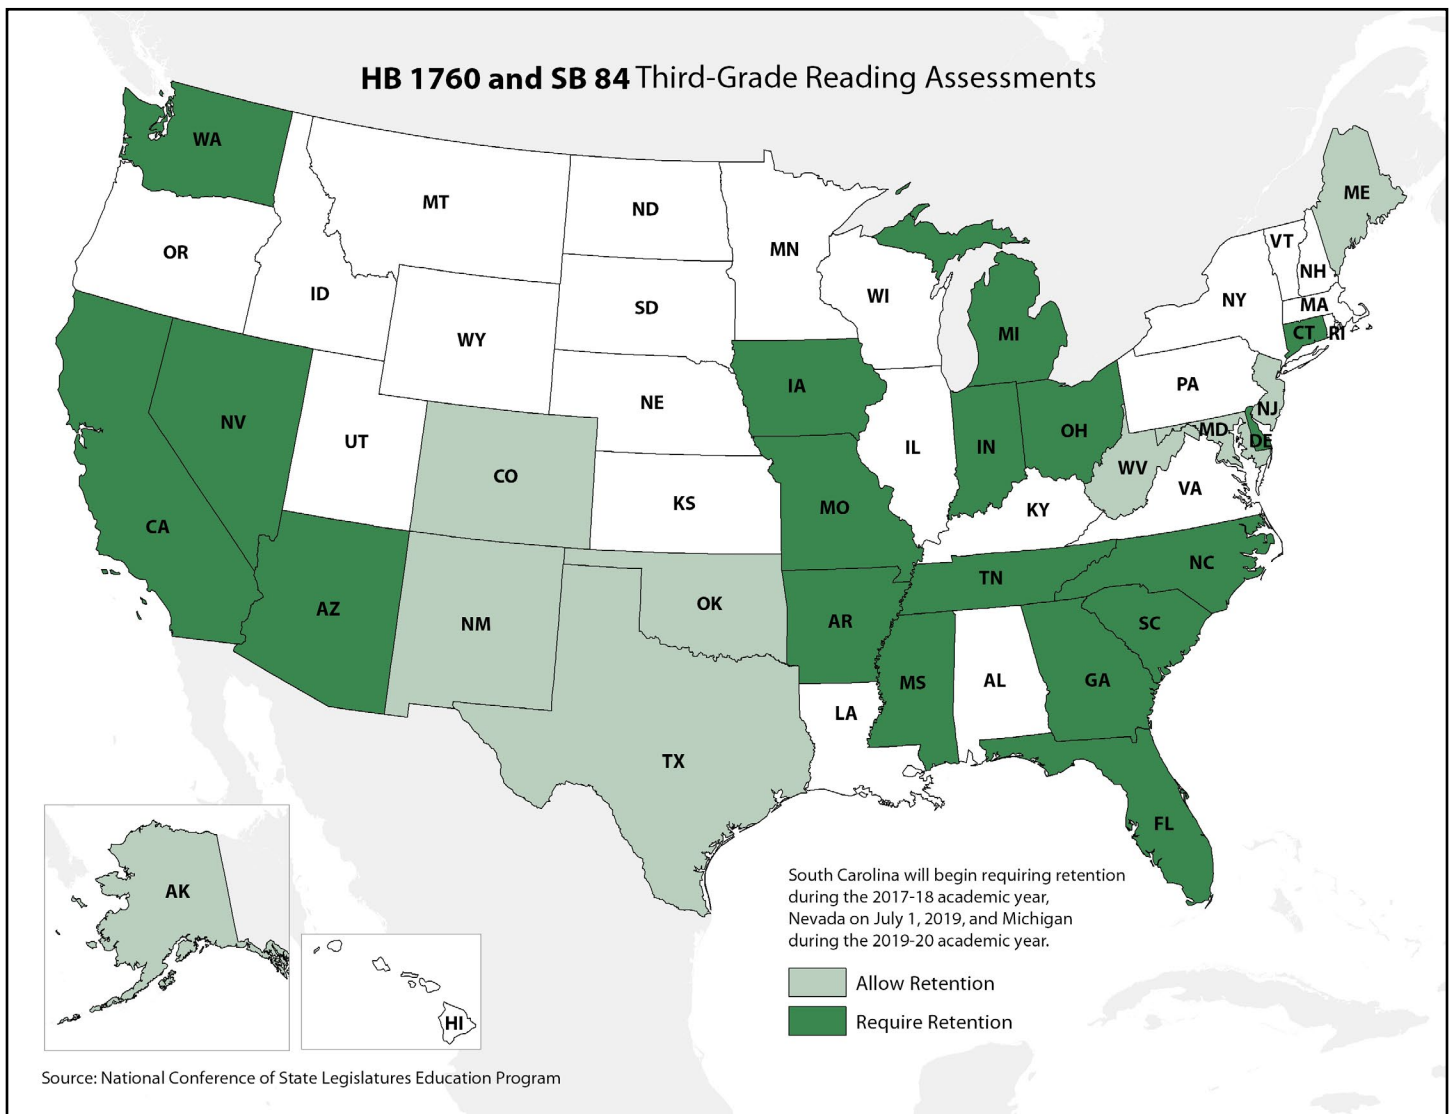 HB 1760 and SB 84 Third-Grade Reading Assessments
WA
MT
ND
MN
ME
OR
ID
SD
WI
VT
NH
NY
MA
WY
MI
CT
RI
IA
NE
PA
NV
UT
NJ
IL
IN
OH
MD
DE
CO
WV
KS
MO
VA
KY
CA
NC
TN
AZ
OK
AR
NM
SC
MS
AL
GA
LA
TX
FL
AK
HI
South Carolina will begin requiring retention
during the 2017-18 academic year,
Nevada on July 1, 2019, and Michigan
during the 2019-20 academic year.
Allow Retention
Require Retention
Source: National Conference of State Legislatures Education Program